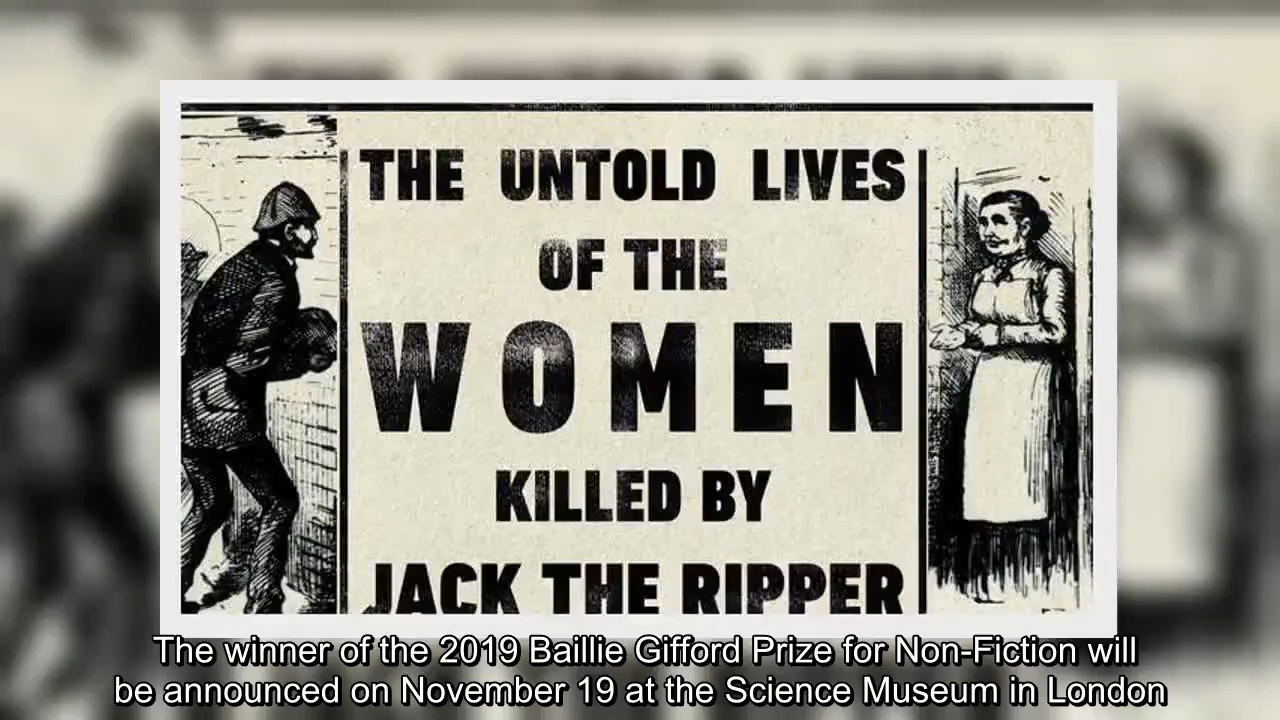 THE UNTOLD LIVES
OF THE
WOMEN
KILLED BY
JACK THE RIPPER
The winner of the 2019 Baillie Gifford Prize for Non-Fiction will
be announced on November 19 at the Science Museum in London